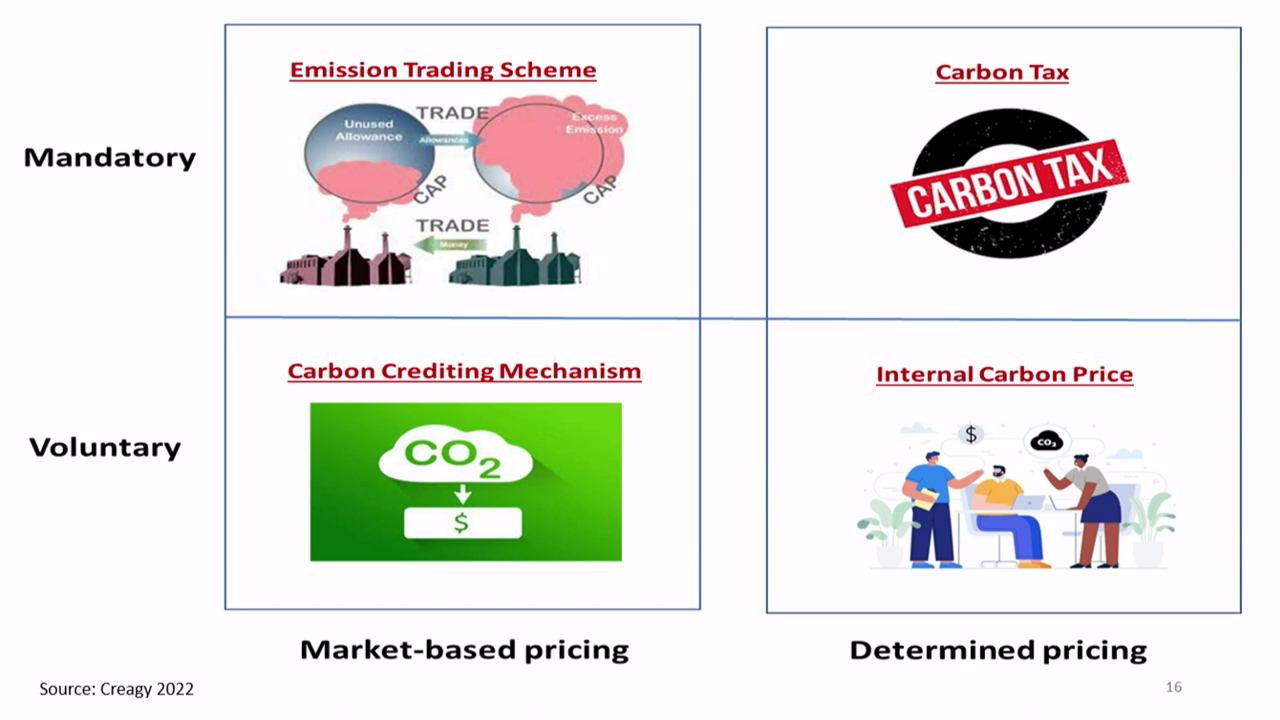 Emission Trading Scheme
Carbon Tax
TRADE
Unused
Allowance
Excess
Emission
Allowances
CAP
CAP
TRADE
Money
CARBON TAX
Mandatory
Carbon Crediting Mechanism
Internal Carbon Price
CO2
$
$
CO₂
Voluntary
Market-based pricing
Determined pricing
Source: Creagy 2022
16